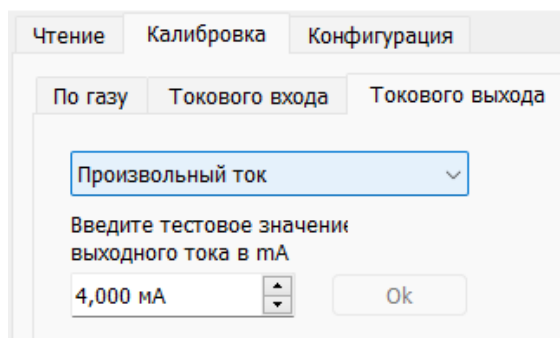 Чтение Калибровка Конфигурация
По газу Токового входа Токового выхода
Произвольный ток
Введите тестовое значени
выходного тока в mA
4,000 мА Ok